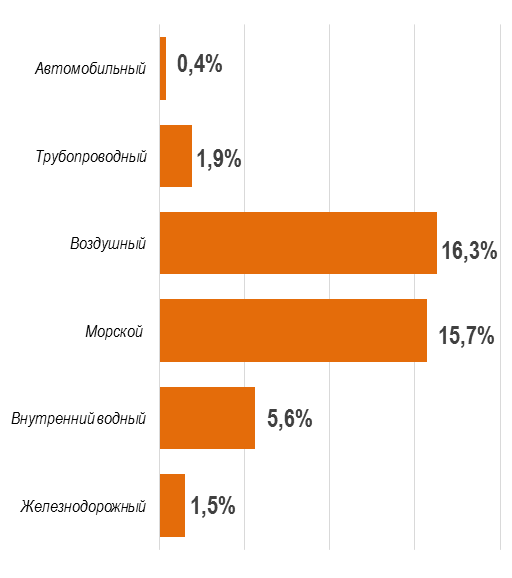 Автомобильный 0,4%
Трубопроводный 1,9%
Воздушный 16,3%
Морской 15,7%
Внутренний водный 5,6%
Железнодорожный 1,5%